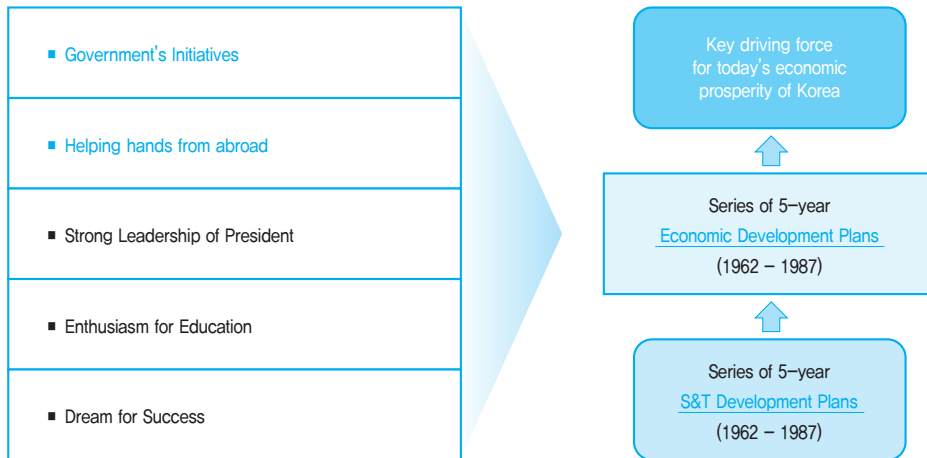 ▪ Government's Initiatives
▪ Helping hands from abroad
▪ Strong Leadership of President
▪ Enthusiasm for Education
▪ Dream for Success
Key driving force
for today's economic
prosperity of Korea
Series of 5-year
Economic Development Plans
(1962 - 1987)
Series of 5-year
S&T Development Plans
(1962 - 1987)